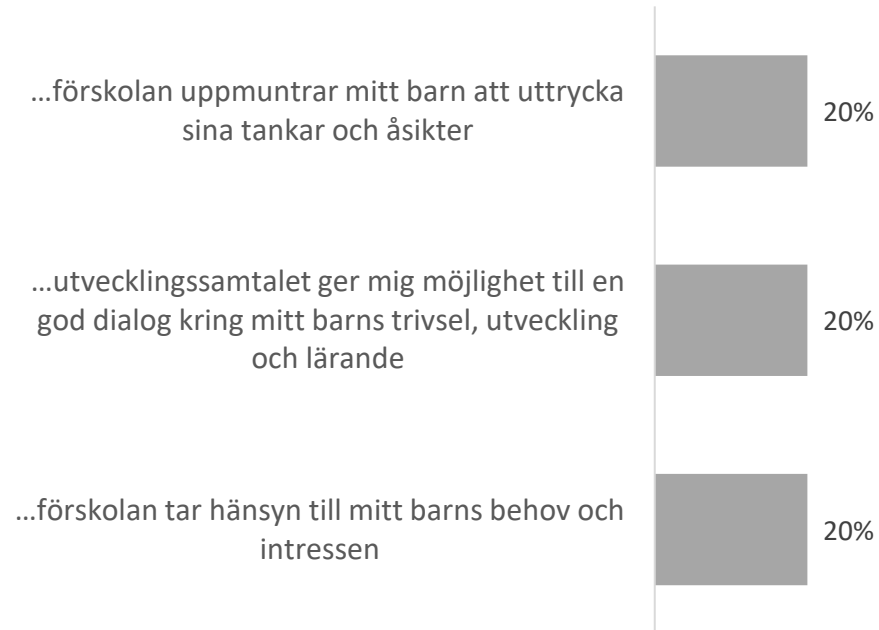 …förskolan uppmuntrar mitt barn att uttrycka
sina tankar och åsikter
20%
…utvecklingssamtalet ger mig möjlighet till en
god dialog kring mitt barns trivsel, utveckling
och lärande
20%
…förskolan tar hänsyn till mitt barns behov och
intressen
20%